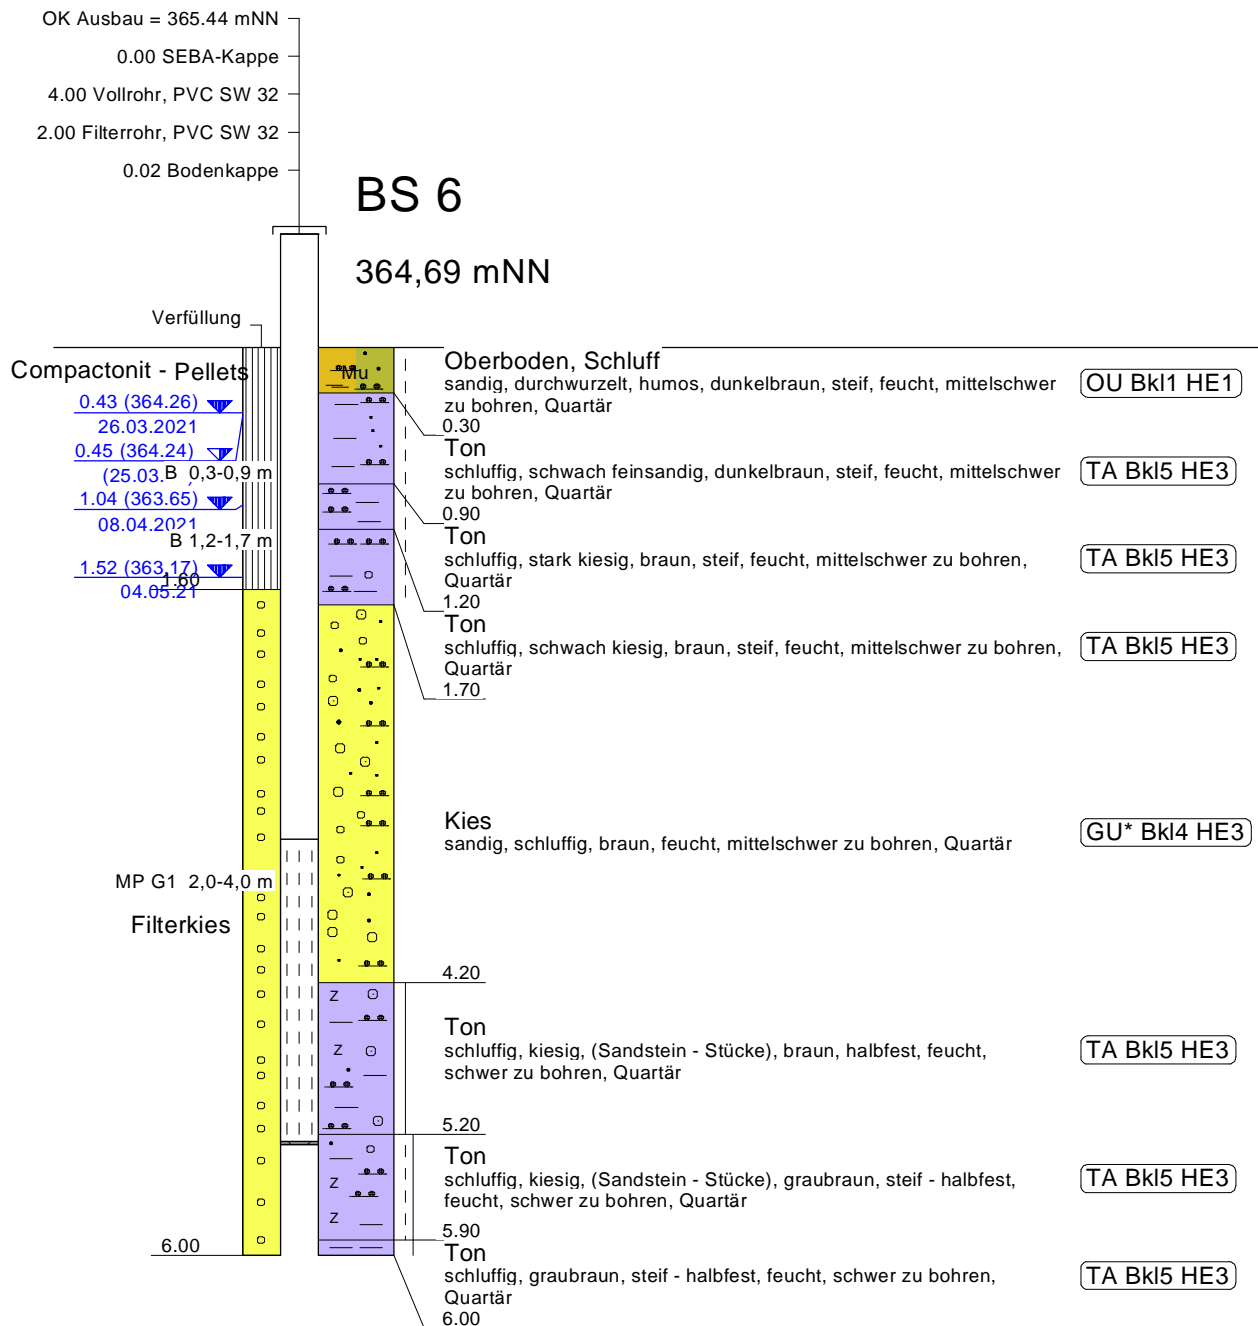 OK Ausbau = 365.44 mNN
0.00 SEBA-Kappe
4.00 Vollrohr, PVC SW 32
2.00 Filterrohr, PVC SW 32
0.02 Bodenkappe
BS 6
364,69 mNN
Verfüllung
Compactonit - Pellets
0.43 (364.26)
26.03.2021
0.45 (364.24)
(25.03.
B 0,3-0,9 m
1.04 (363.65)
08.04.2021
B 1,2-1,7 m
1.52 (363.17)
1.60
04.05.21
MP G1 2,0-4,0 m
Filterkies
6.00
Mu
Oberboden, Schluff
sandig, durchwurzelt, humos, dunkelbraun, steif, feucht, mittelschwer
zu bohren, Quartär
0.30
OU Bkl1 HE1
Ton
schluffig, schwach feinsandig, dunkelbraun, steif, feucht, mittelschwer
zu bohren, Quartär
0.90
TA Bkl5 HE3
Ton
schluffig, stark kiesig, braun, steif, feucht, mittelschwer zu bohren,
Quartär
1.20
TA Bkl5 HE3
Ton
schluffig, schwach kiesig, braun, steif, feucht, mittelschwer zu bohren,
Quartär
1.70
TA Bkl5 HE3
Kies
sandig, schluffig, braun, feucht, mittelschwer zu bohren, Quartär
4.20
GU* Bkl4 HE3
Z
Z
Ton
schluffig, kiesig, (Sandstein - Stücke), braun, halbfest, feucht,
schwer zu bohren, Quartär
5.20
TA Bkl5 HE3
Z
Z
Ton
schluffig, kiesig, (Sandstein - Stücke), graubraun, steif - halbfest,
feucht, schwer zu bohren, Quartär
5.90
TA Bkl5 HE3
Ton
schluffig, graubraun, steif - halbfest, feucht, schwer zu bohren,
Quartär
6.00
TA Bkl5 HE3